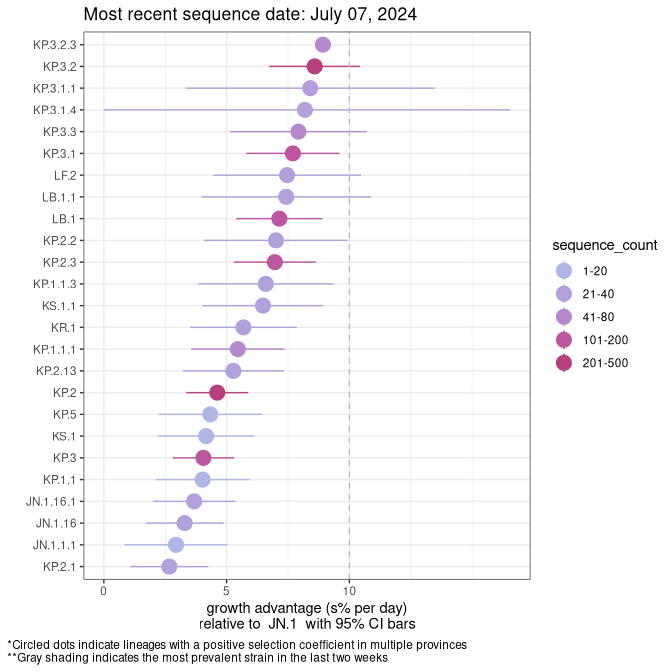 Most recent sequence date: July 07, 2024
KP.3.2.3
KP.3.2
KP.3.1.1
KP.3.1.4
KP.3.3
KP.3.1
LF.2
LB.1.1
LB.1
KP.2.2
KP.2.3
KP.1.1.3
KS.1.1
KR.1
KP.1.1.1
KP.2.13
KP.2
KP.5
KS.1
KP.3
KP.1.1
JN.1.16.1
JN.1.16
JN.1.1.1
KP.2.1
0 5 10
growth advantage (s% per day)
relative to JN.1 with 95% CI bars
sequence_count
1-20
21-40
41-80
101-200
201-500
*Circled dots indicate lineages with a positive selection coefficient in multiple provinces
**Gray shading indicates the most prevalent strain in the last two weeks